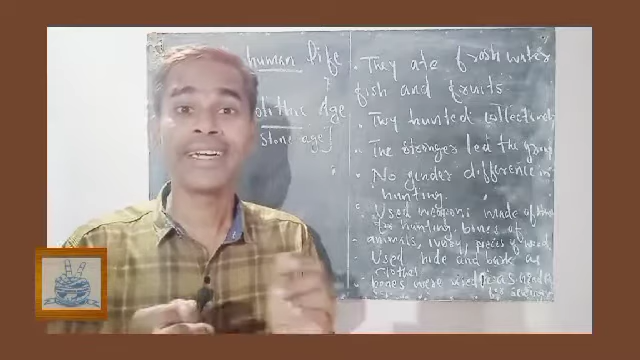 human life
olithic Age
stone age]
. They ate fresh water
fish and fruits
. They hunted collectively
. The stronger led the group
. No gender difference in
hunting.
. Used weapons made of
for hunting, bones of
animals, ivory, pieces of wood
. Used hide and bark as
clothes
. bones were used as